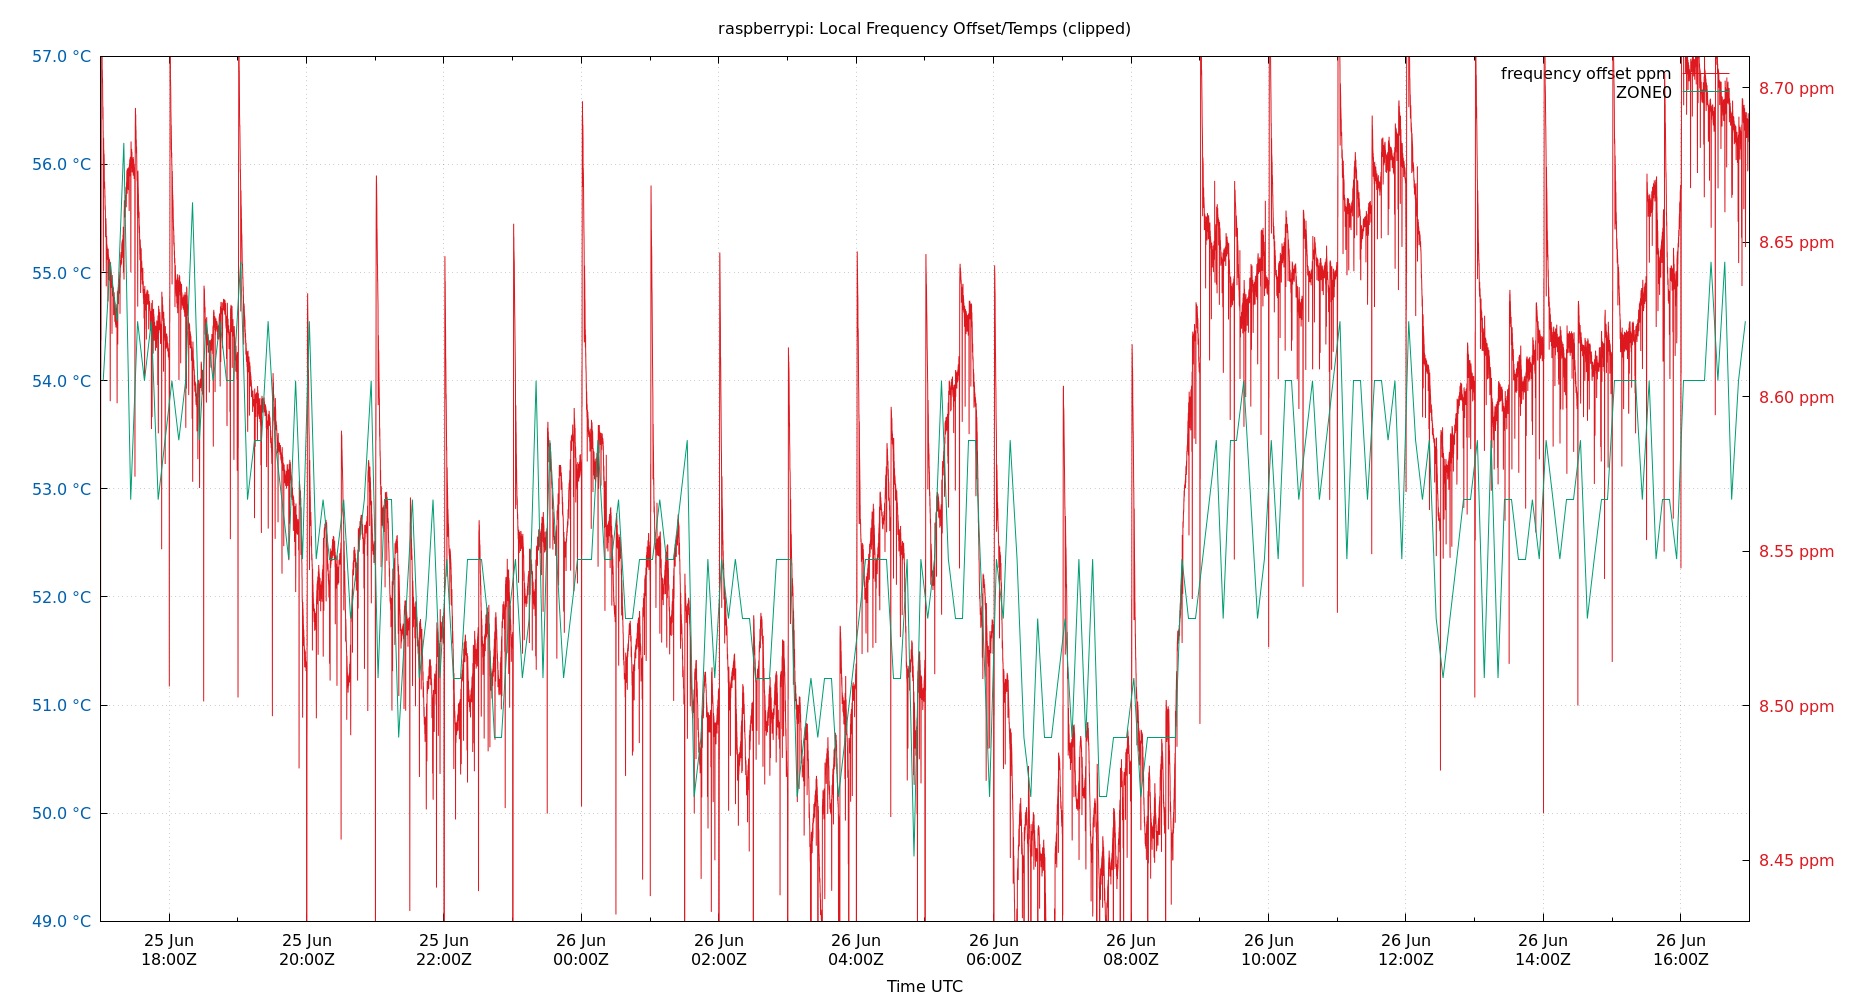 raspberrypi: Local Frequency Offset/Temps (clipped)
57.0 °C
56.0 °C
55.0 °C
54.0 °C
53.0 °C
52.0 °C
51.0 °C
50.0 °C
49.0 °C
frequency offset ppm
ZONE0
8.70 ppm
8.65 ppm
8.60 ppm
8.55 ppm
8.50 ppm
8.45 ppm
25 Jun
18:00Z
25 Jun
20:00Z
25 Jun
22:00Z
26 Jun
00:00Z
26 Jun
02:00Z
26 Jun
04:00Z
26 Jun
06:00Z
26 Jun
08:00Z
26 Jun
10:00Z
26 Jun
12:00Z
26 Jun
14:00Z
26 Jun
16:00Z
Time UTC